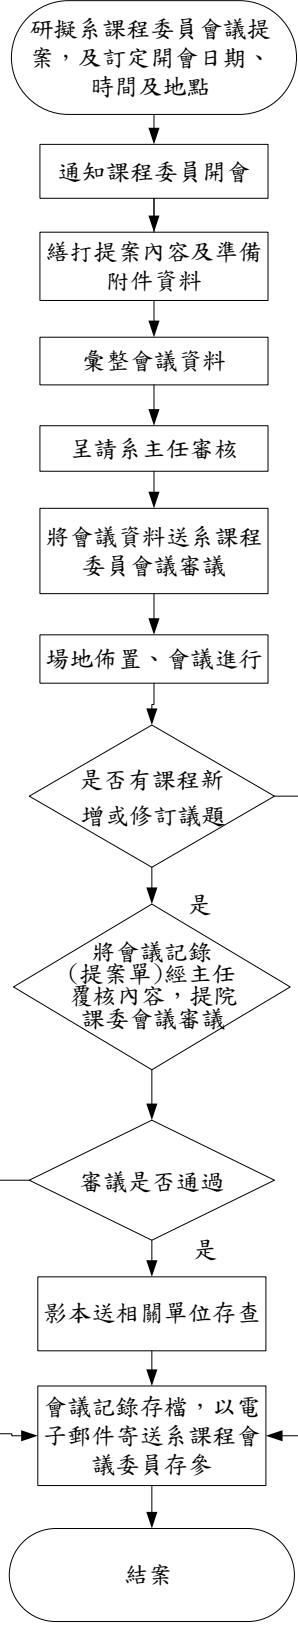 研擬系課程委員會議提
案，及訂定開會日期、
時間及地點
通知課程委員開會
繕打提案內容及準備
附件資料
彙整會議資料
呈請系主任審核
將會議資料送系課程
委員會議審議
場地佈置、會議進行
是否有課程新
增或修訂議題
是
將會議記錄
(提案單)經主任
覆核內容，提院
課委會議審議
審議是否通過
是
影本送相關單位存查
會議記錄存檔，以電
子郵件寄送系課程會
議委員存參
結案